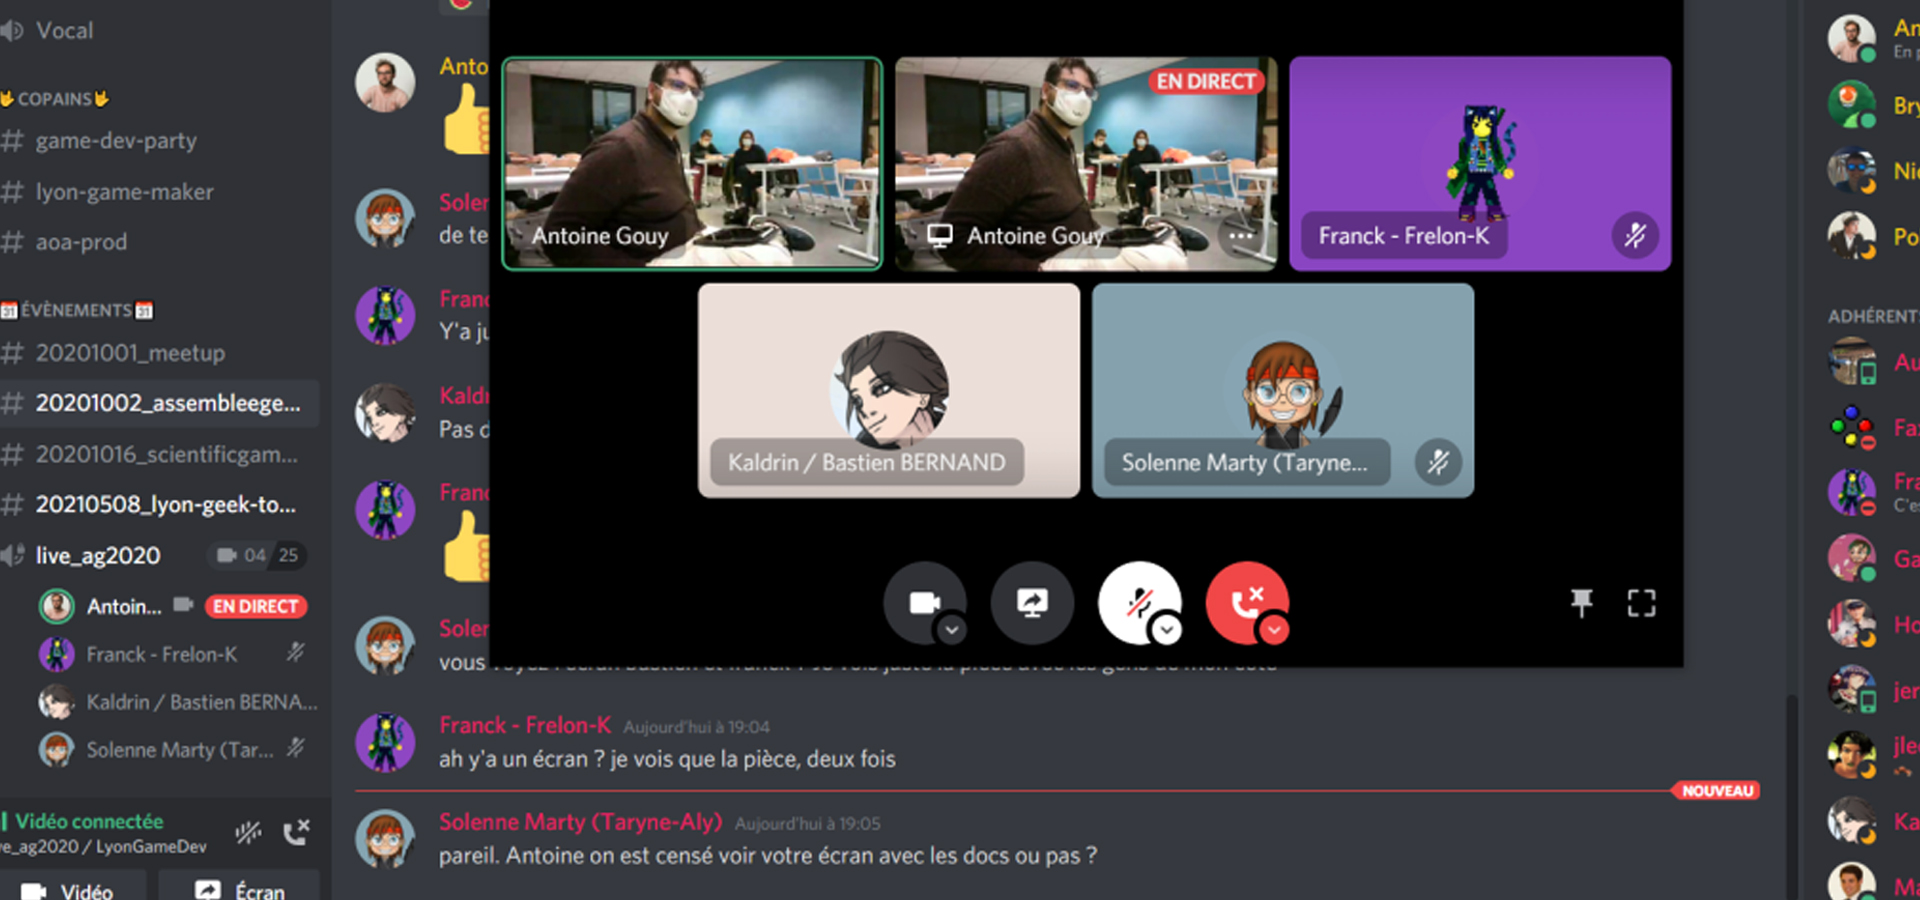 Vocal
COPAINS
# game-dev-party
# lyon-game-maker
# aoa-prod
31 ÉVÈNEMENTS 31
# 20201001_meetup
# 20201002_assembleege...
# 20201016_scientificgam...
# 20210508_lyon-geek-to...
live_ag2020 04 25
Antoin... EN DIRECT
Franck - Frelon-K
Kaldrin / Bastien BERNA...
Solenne Marty (Tar...
Vidéo connectée
ve_ag2020 / LyonGameDev
Vidéo
Écran
Anto
Soler
de te
Franc
Y'a ju
Kaldr
Pas d
Franc
Soler
vous
Franck - Frelon-K Aujourd'hui à 19:04
ah y'a un écran ? je vois que la pièce, deux fois
NOUVEAU
Solenne Marty (Taryne-Aly) Aujourd'hui à 19:05
pareil. Antoine on est censé voir votre écran avec les docs ou pas ?
Antoine Gouy
EN DIRECT
Antoine Gouy
...
Franck - Frelon-K
Kaldrin / Bastien BERNAND
Solenne Marty (Taryne...
An
En p
Bry
Nic
Po
ADHÉRENTS
Au
Fa
Fra
C'es
Ga
Ho
jer
jle
Ka
Ma